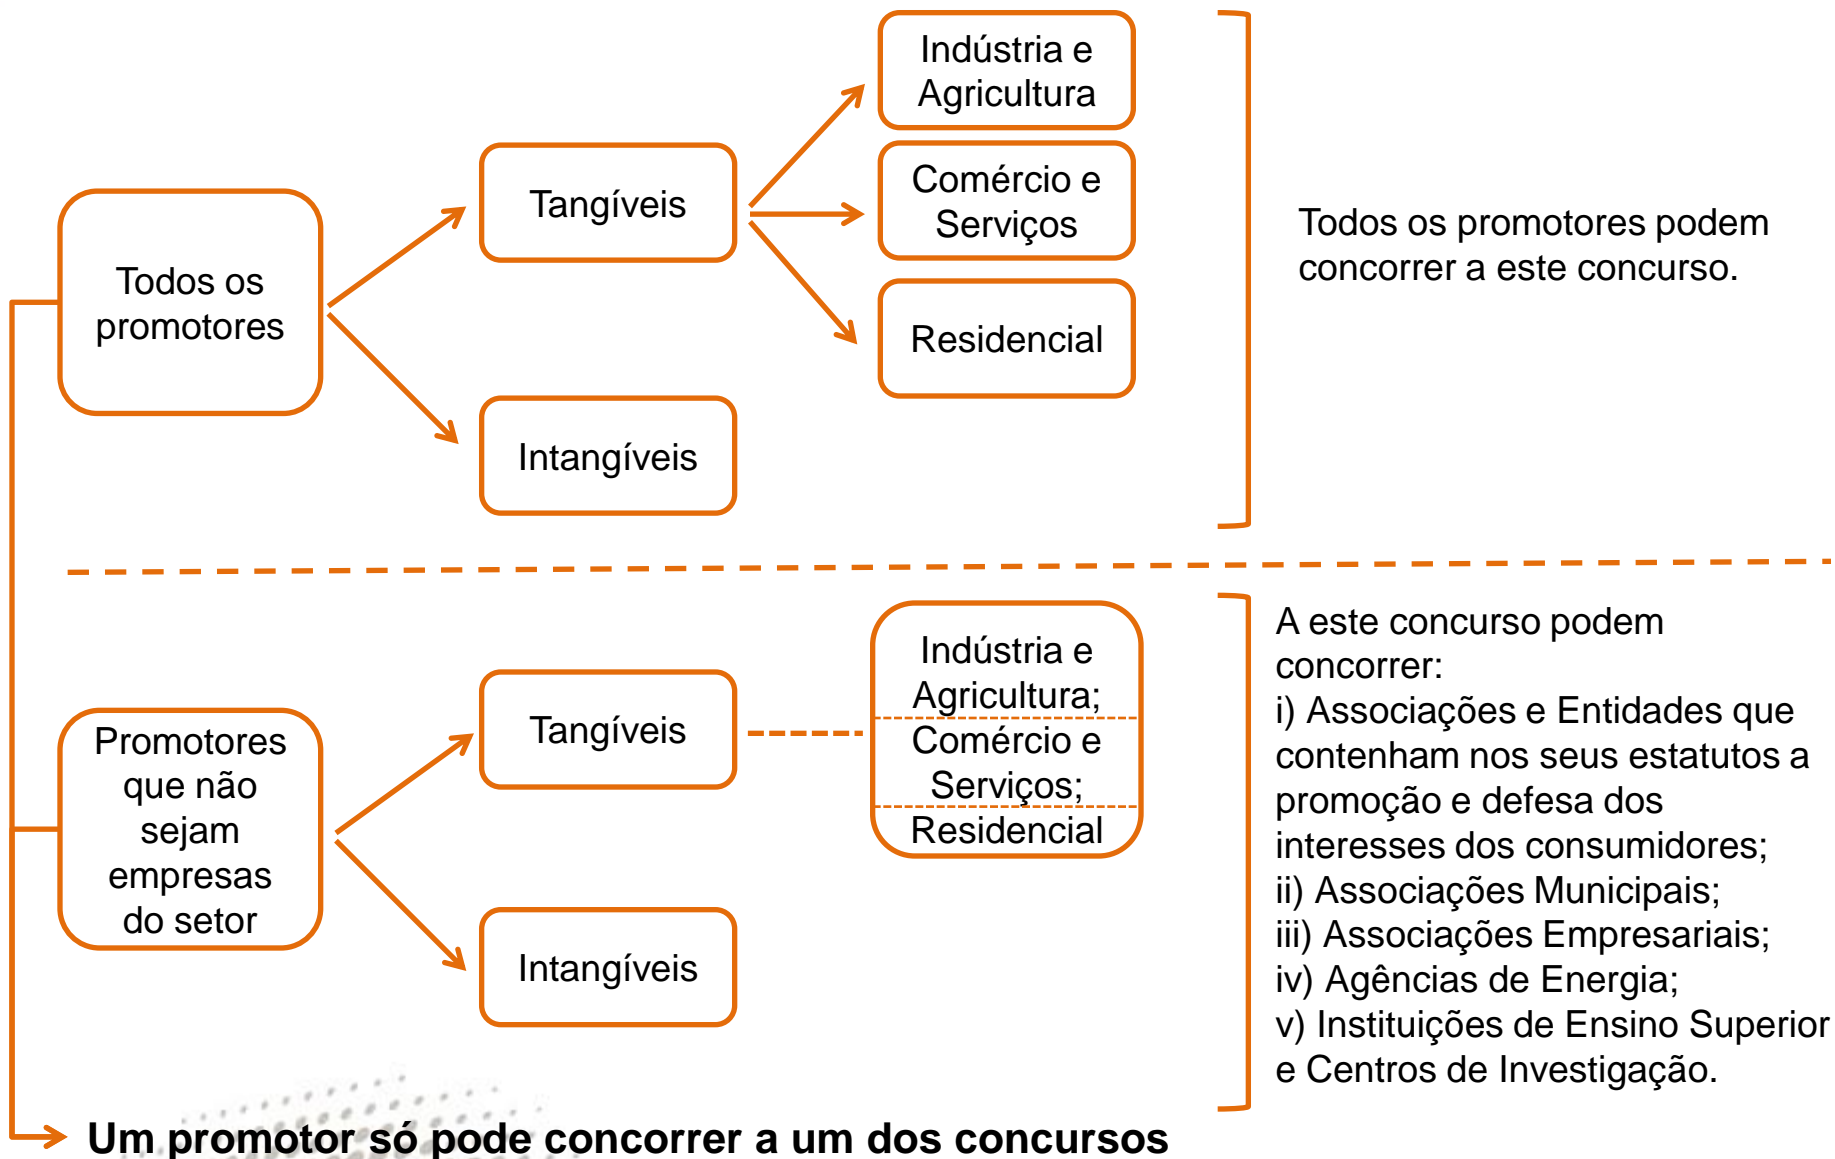 Todos os
promotores
Tangíveis
Intangíveis
Indústria e
Agricultura
Comércio e
Serviços
Residencial
Todos os promotores podem
concorrer a este concurso.
Promotores
que não
sejam
empresas
do setor
Tangíveis
Intangíveis
Indústria e
Agricultura;
Comércio e
Serviços;
Residencial
A este concurso podem
concorrer:
i) Associações e Entidades que
contenham nos seus estatutos a
promoção e defesa dos
interesses dos consumidores;
ii) Associações Municipais;
iii) Associações Empresariais;
iv) Agências de Energia;
v) Instituições de Ensino Superior
e Centros de Investigação.
Um promotor só pode concorrer a um dos concursos